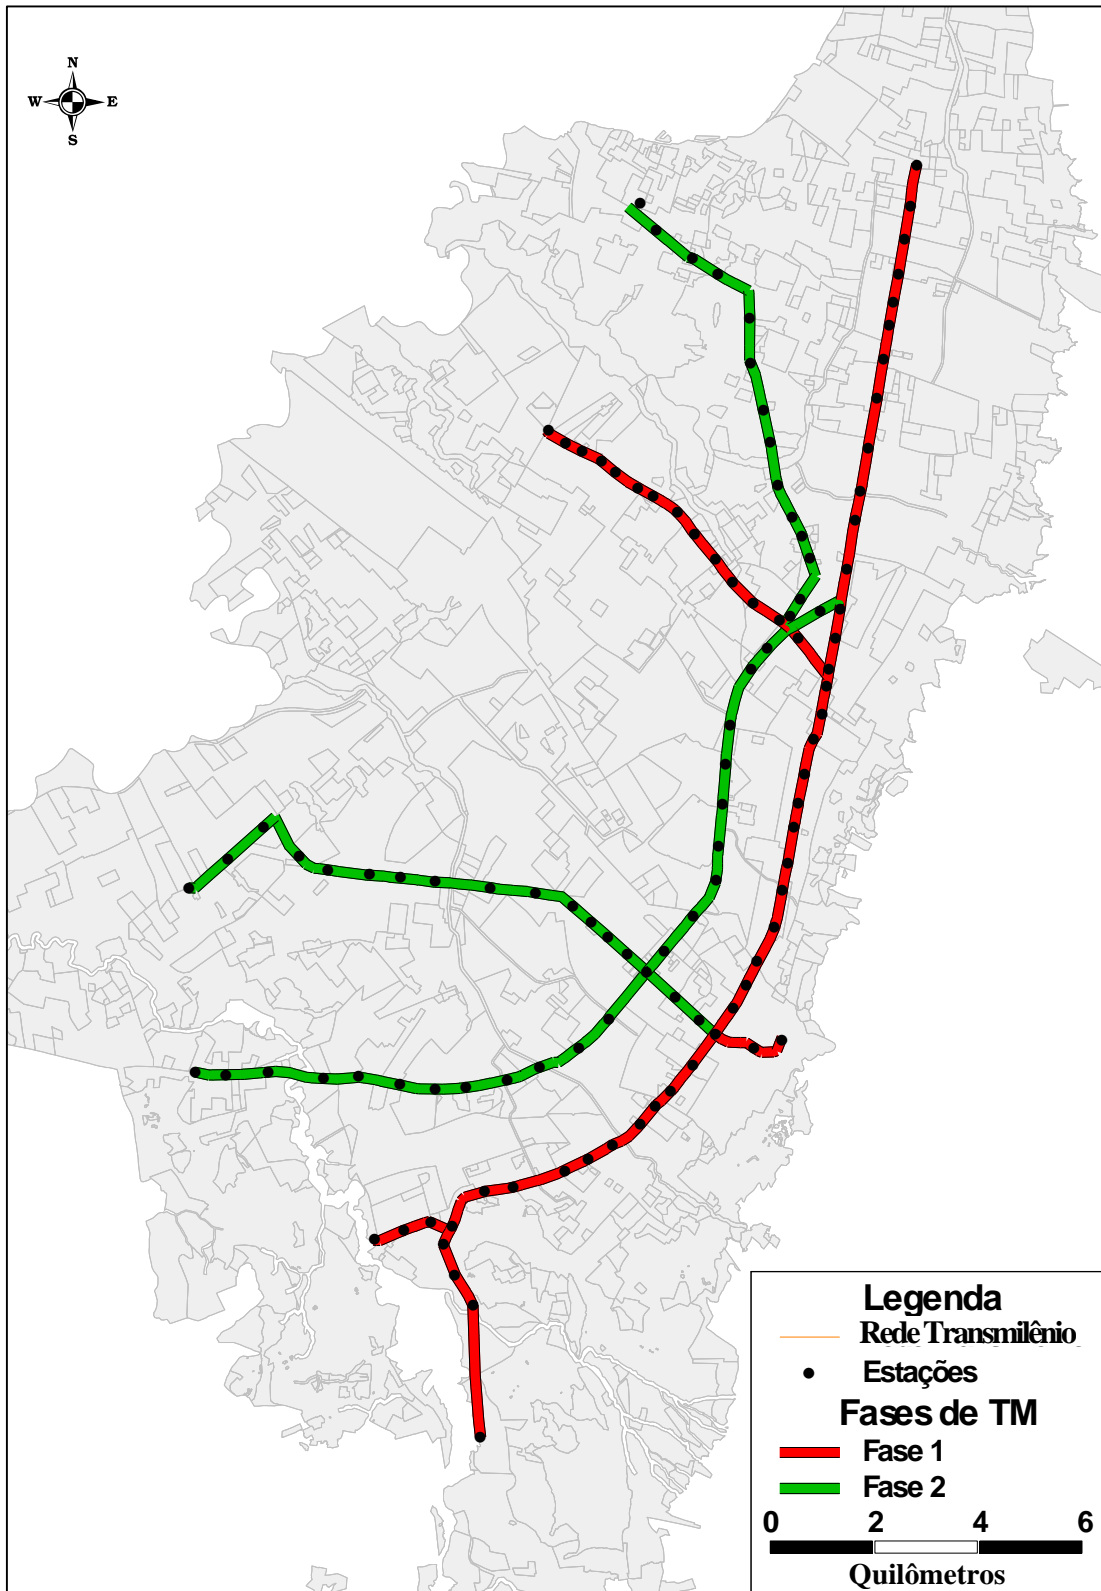 N
W E
S
Legenda
Rede Transmilênio
Estações
Fases de TM
Fase 1
Fase 2
0 2 4 6
Quilômetros